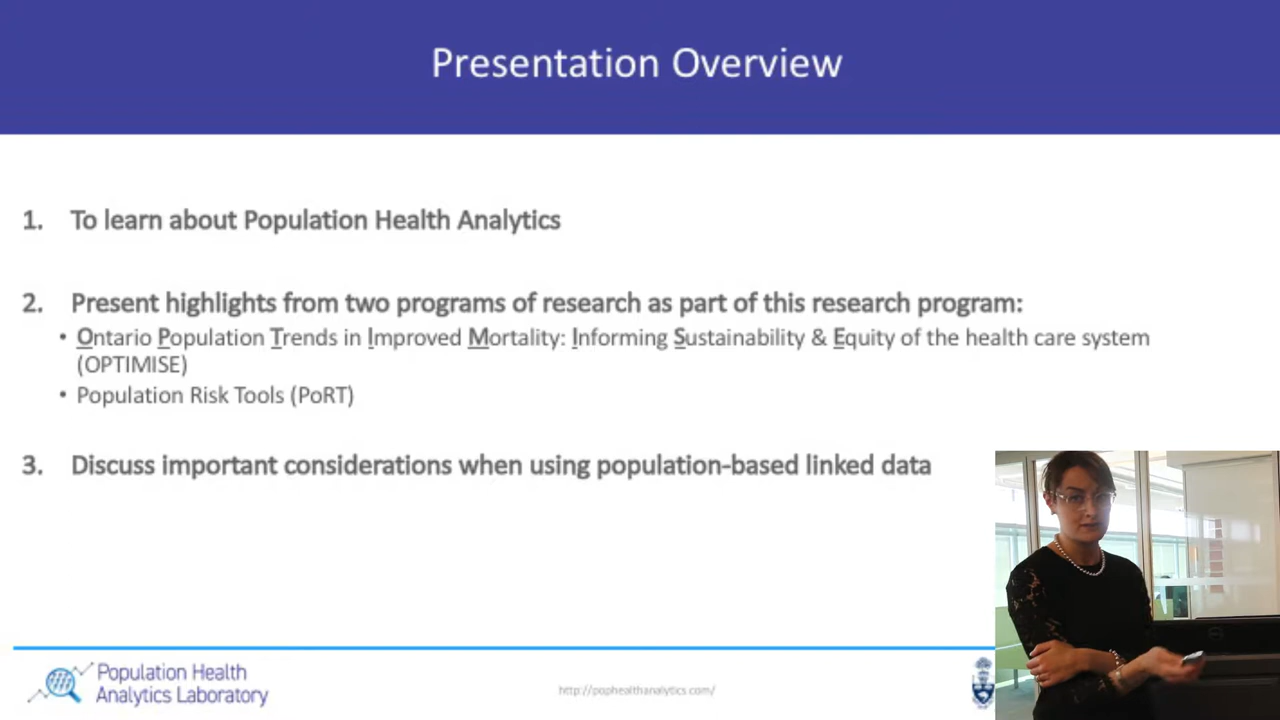 Presentation Overview
1. To learn about Population Health Analytics
2. Present highlights from two programs of research as part of this research program:
• Ontario Population Trends in Improved Mortality: Informing Sustainability & Equity of the health care system
(OPTIMISE)
• Population Risk Tools (PoRT)
3. Discuss important considerations when using population-based linked data
Population Health
Analytics Laboratory
http://pophealthanalytics.com/